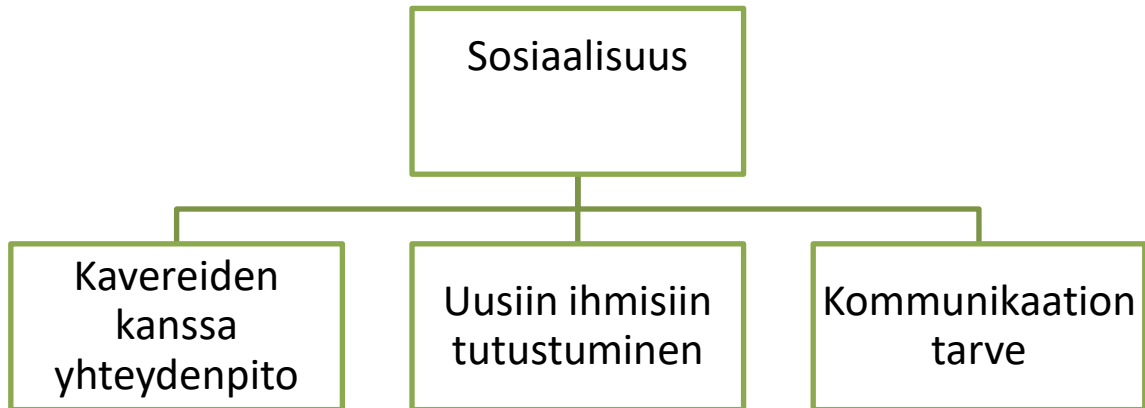 Sosiaalisuus
Kavereiden
kanssa
yhteydenpito
Uusiin ihmisiin
tutustuminen
Kommunikaation
tarve